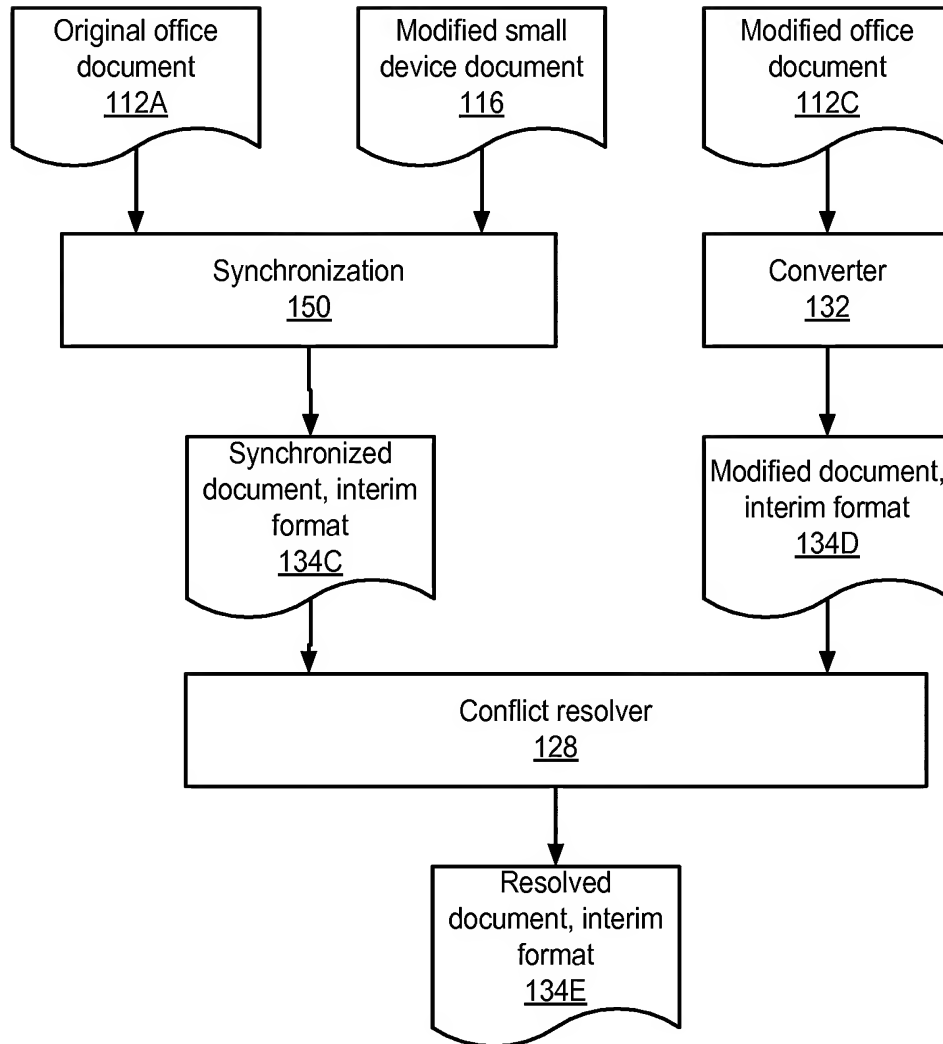 Original office
document
112A
Modified small
device document
116
Modified office
document
112C
Synchronization
150
Converter
132
Synchronized
document, interim
format
134C
Modified document,
interim format
134D
Conflict resolver
128
Resolved
document, interim
format
134E